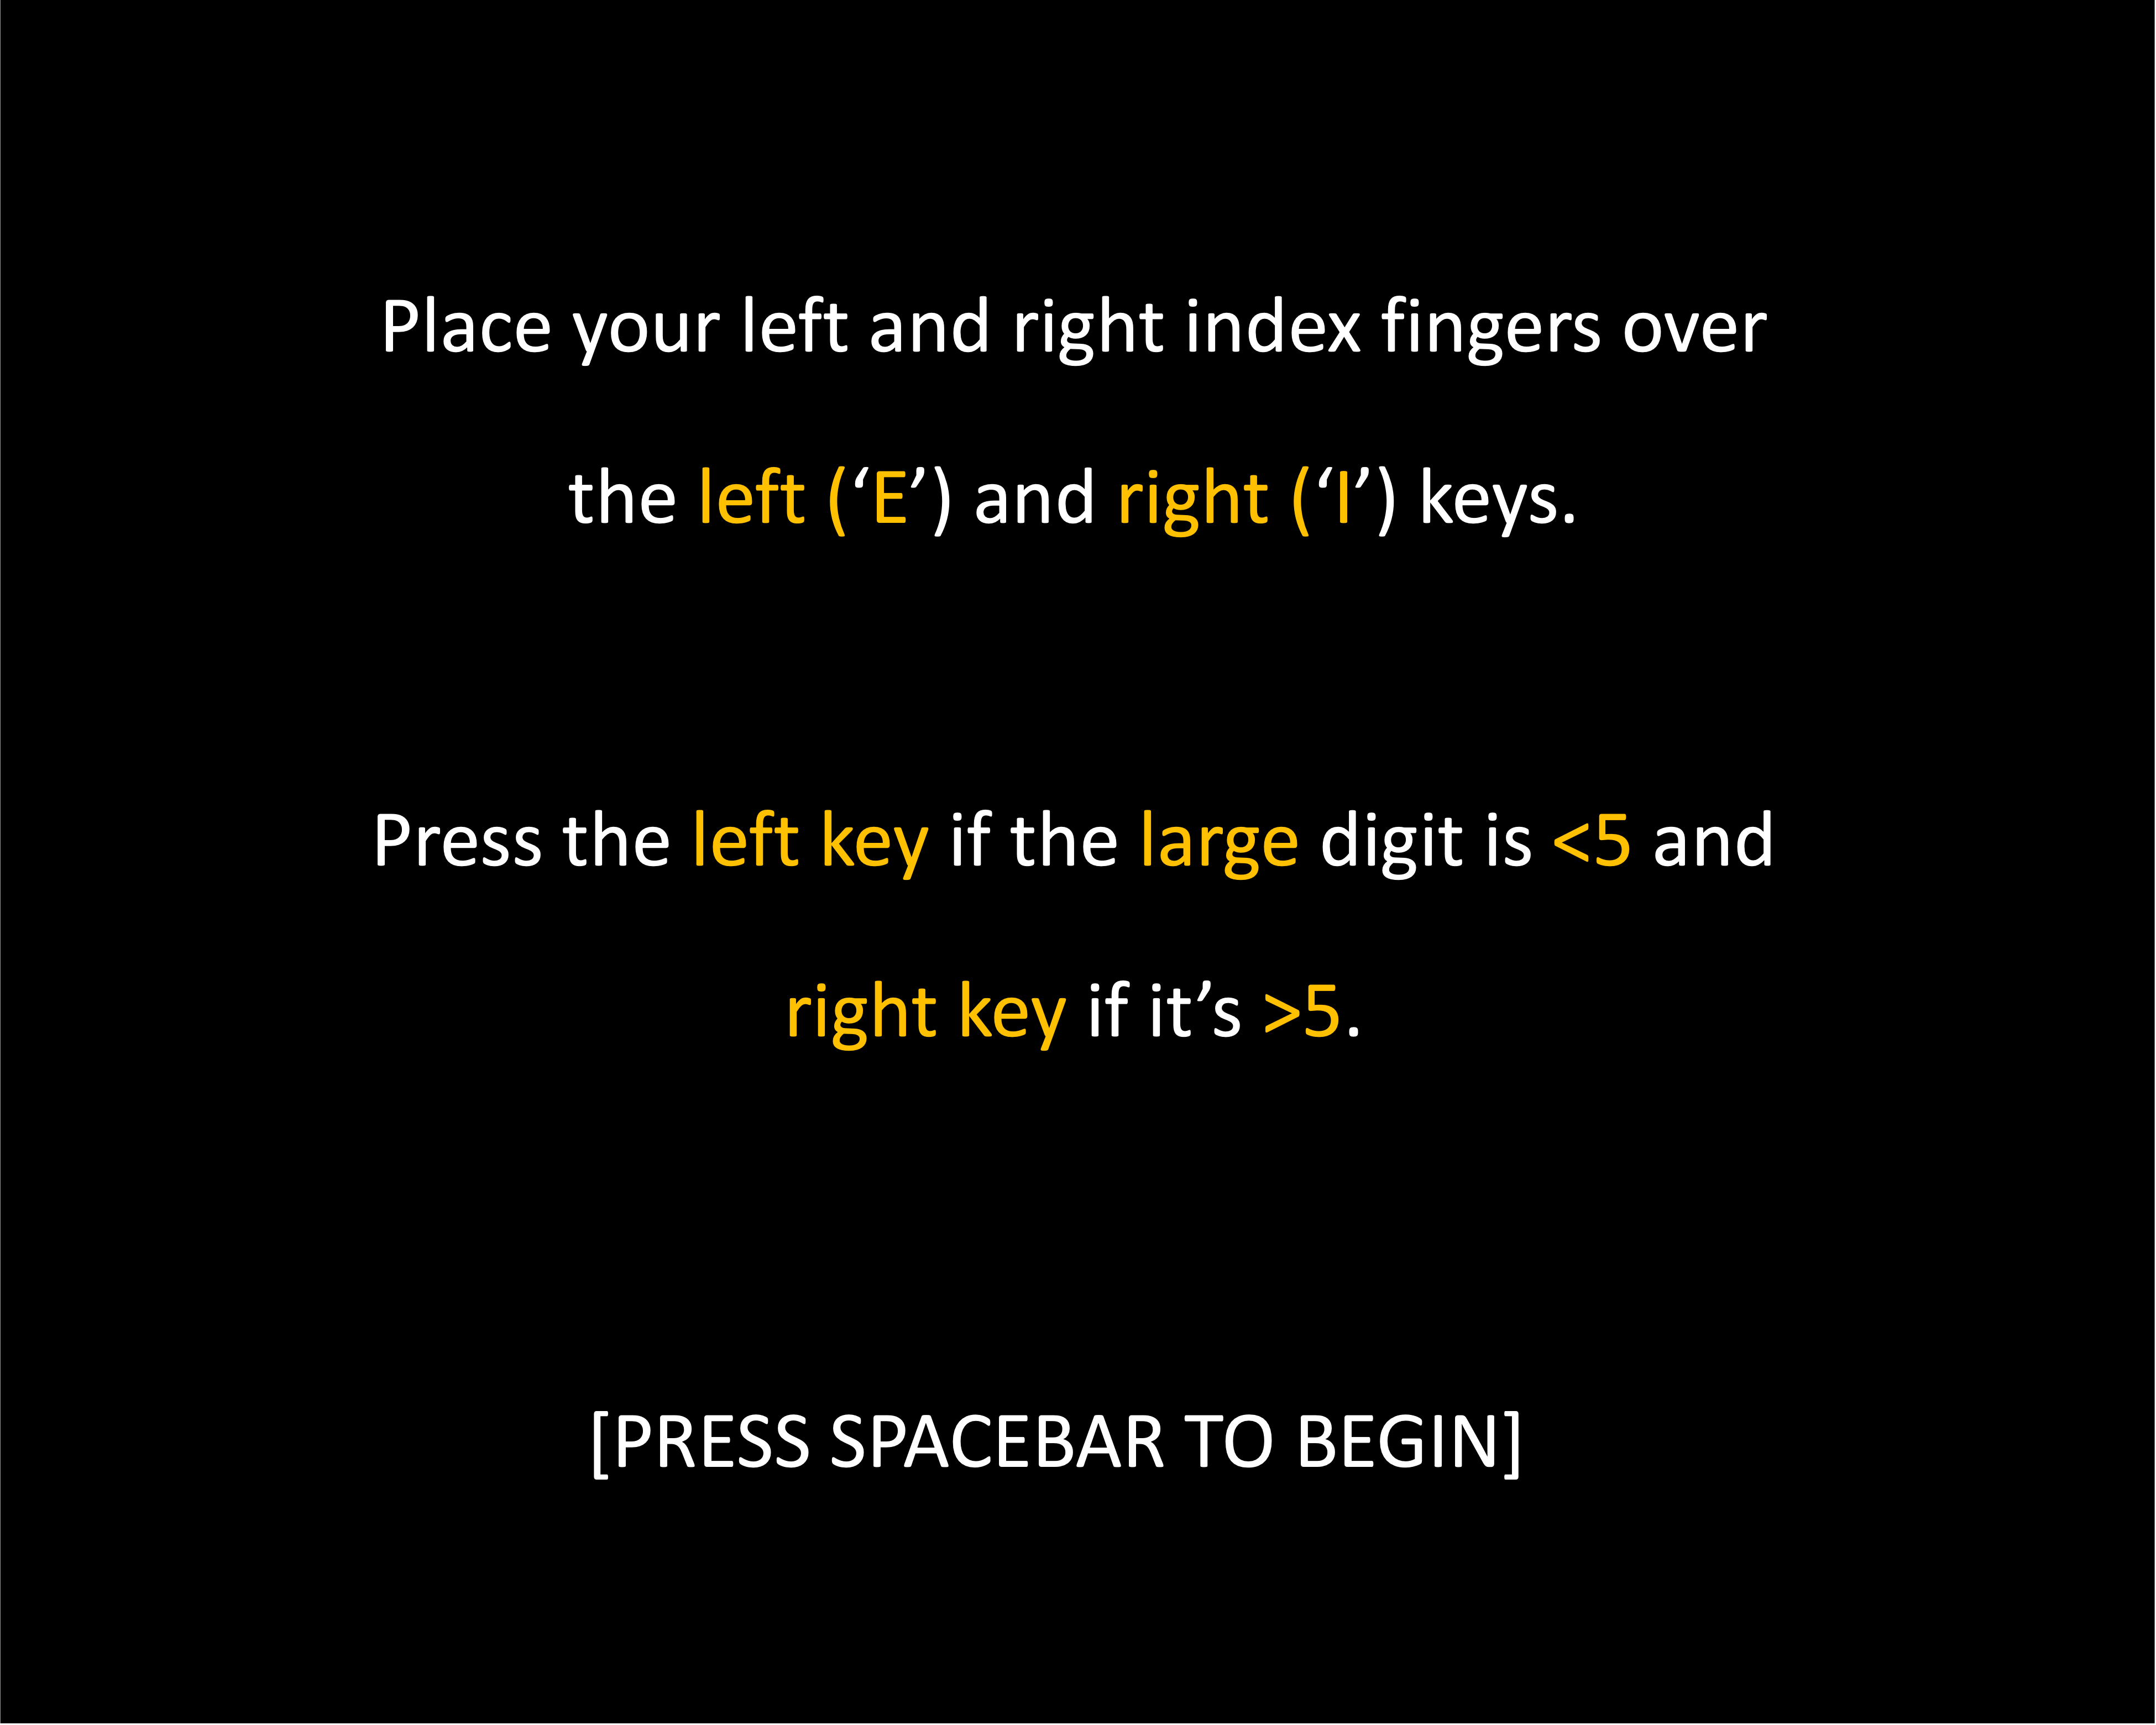 Place your left and right index fingers over
the left (‘E’) and right (‘I’) keys.
Press the left key if the large digit is <5 and
right key if it’s >5.
[PRESS SPACEBAR TO BEGIN]